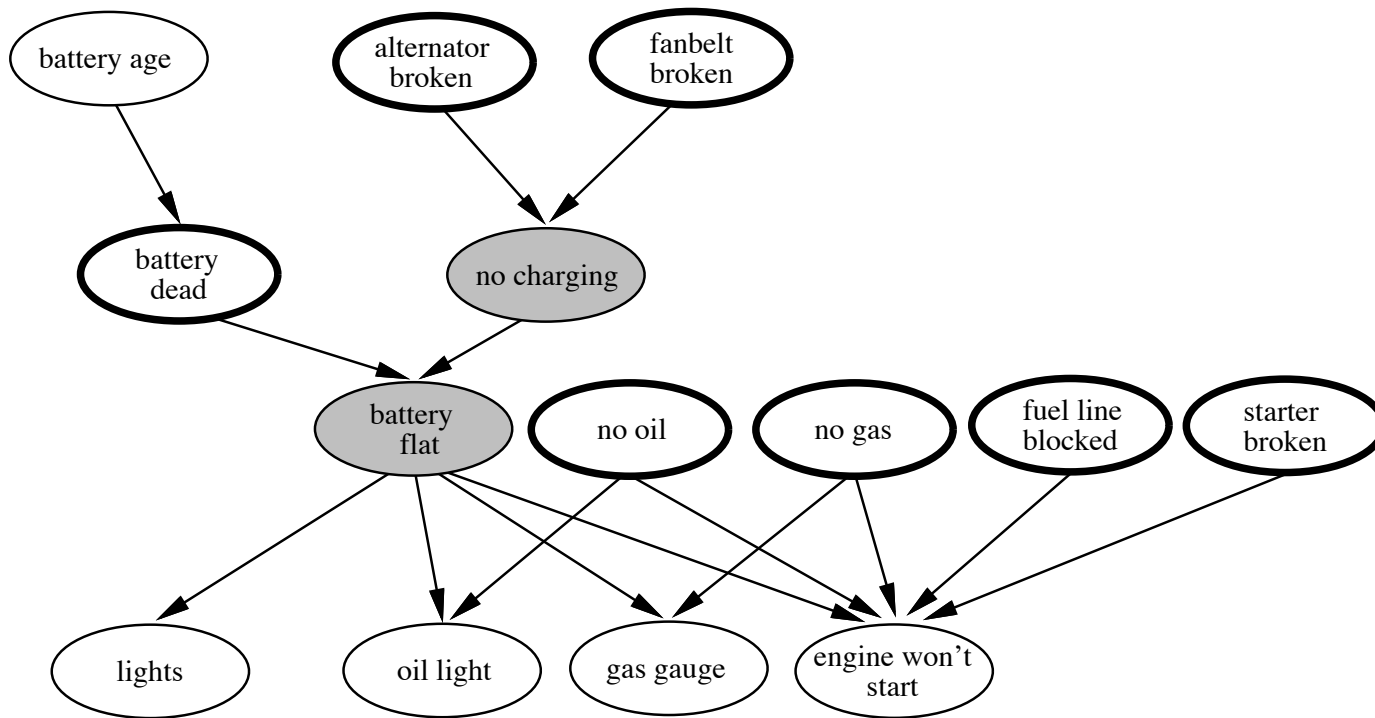 battery age
alternator
broken
fanbelt
broken
battery
dead
no charging
battery
flat
no oil
no gas
fuel line
blocked
starter
broken
lights
oil light
gas gauge
engine won’t
start